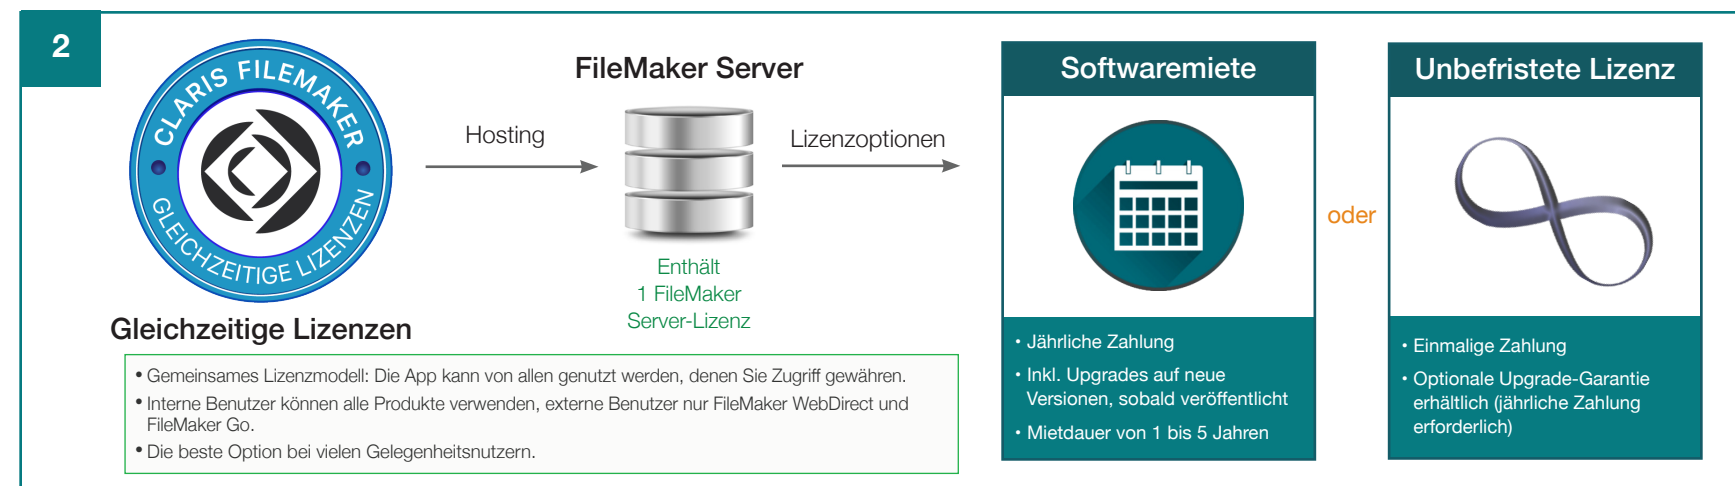 2
CLARIS FILEMAKER
GLEICHZEITIGE LIZENZEN
Gleichzeitige Lizenzen
Hosting
FileMaker Server
Enthält
1 FileMaker
Server-Lizenz
Lizenzoptionen
• Gemeinsames Lizenzmodell: Die App kann von allen genutzt werden, denen Sie Zugriff gewähren.
• Interne Benutzer können alle Produkte verwenden, externe Benutzer nur FileMaker WebDirect und
FileMaker Go.
• Die beste Option bei vielen Gelegenheitsnutzern.
Softwaremiete
• Jährliche Zahlung
• Inkl. Upgrades auf neue
Versionen, sobald veröffentlicht
• Mietdauer von 1 bis 5 Jahren
oder
Unbefristete Lizenz
• Einmalige Zahlung
• Optionale Upgrade-Garantie
erhältlich (jährliche Zahlung
erforderlich)